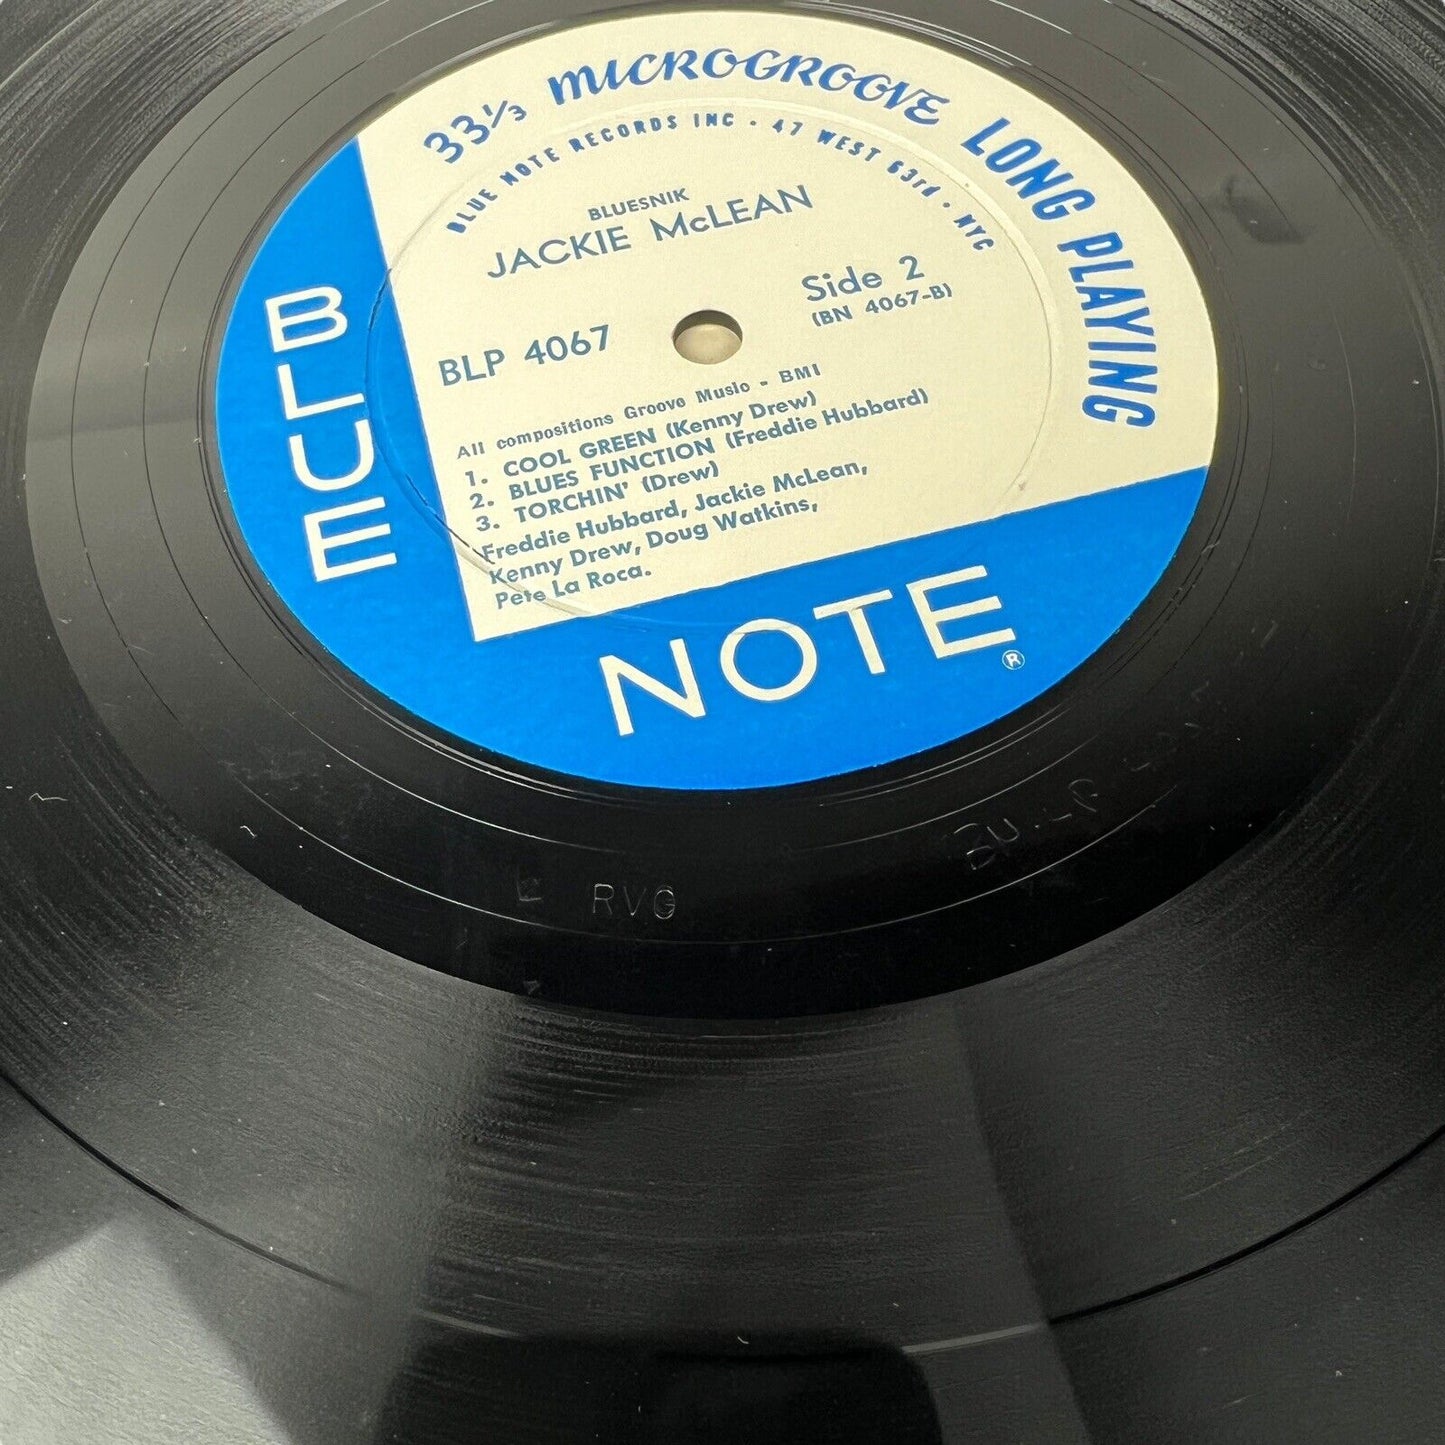 33⅓ MICROGROOVE LONG PLAYING
BLUE NOTE RECORDS INC · 47 WEST 63rd · NYC
BLUESNIK
JACKIE McLEAN
Side 2
(BN 4067-B)
BLP 4067
All compositions Groove Music - BMI
1. COOL GREEN (Kenny Drew)
2. BLUES FUNCTION (Freddie Hubbard)
3. TORCHIN' (Drew)
Freddie Hubbard, Jackie McLean,
Kenny Drew, Doug Watkins,
Pete La Roca.
BLUE
NOTE ®
RVG